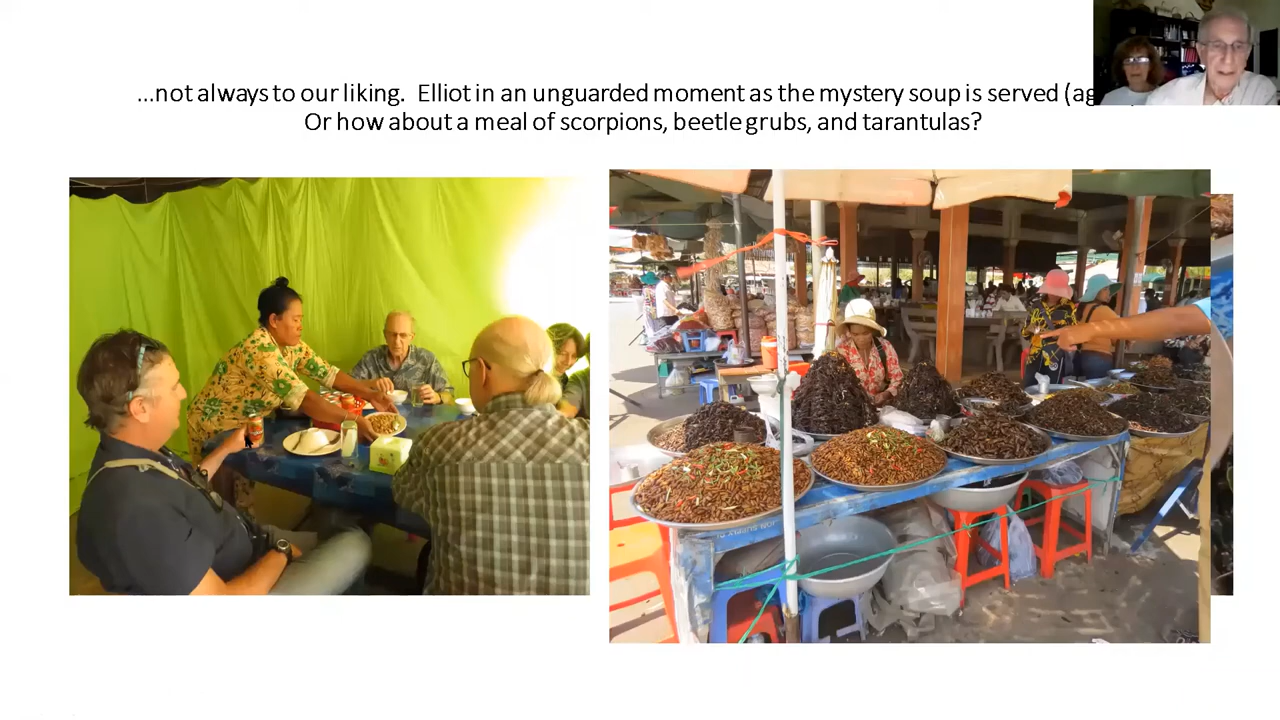 ...not always to our liking. Elliot in an unguarded moment as the mystery soup is served
Or how about a meal of scorpions, beetle grubs, and tarantulas?